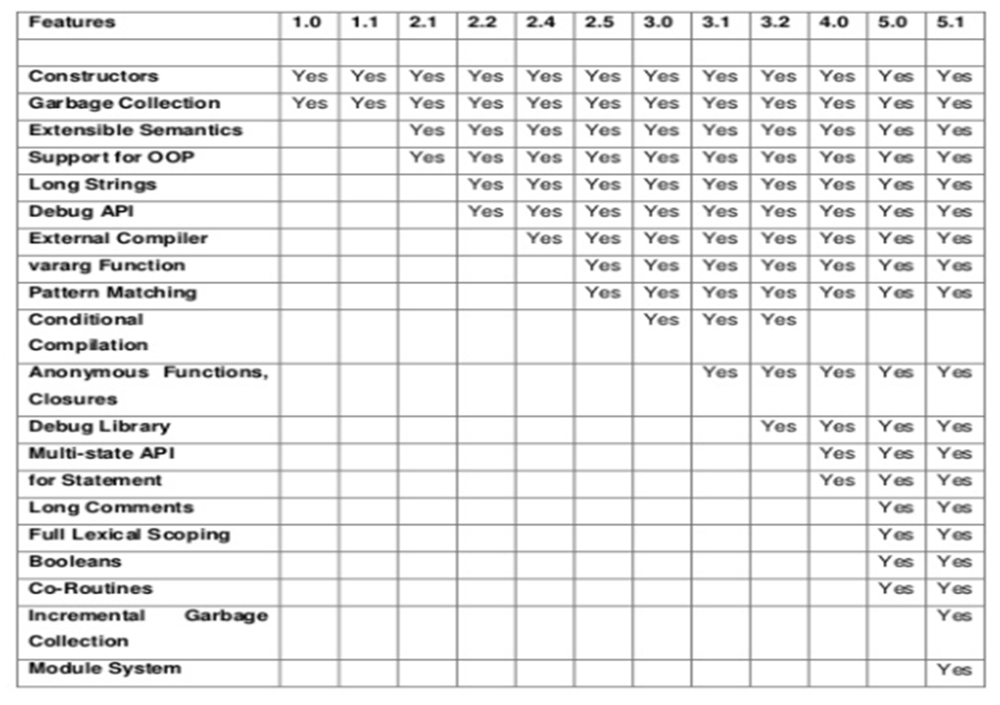 Features 1.0 1.1 2.1 2.2 2.4 2.5 3.0 3.1 3.2 4.0 5.0 5.1
Constructors Yes Yes Yes Yes Yes Yes Yes Yes Yes Yes Yes Yes
Garbage Collection Yes Yes Yes Yes Yes Yes Yes Yes Yes Yes Yes Yes
Extensible Semantics Yes Yes Yes Yes Yes Yes Yes Yes Yes Yes
Support for OOP Yes Yes Yes Yes Yes Yes Yes Yes Yes Yes
Long Strings Yes Yes Yes Yes Yes Yes Yes Yes Yes
Debug API Yes Yes Yes Yes Yes Yes Yes Yes Yes
External Compiler Yes Yes Yes Yes Yes Yes Yes Yes
vararg Function Yes Yes Yes Yes Yes Yes Yes
Pattern Matching Yes Yes Yes Yes Yes Yes Yes
Conditional Yes Yes Yes
Compilation
Anonymous Functions, Yes Yes Yes Yes Yes
Closures
Debug Library Yes Yes Yes Yes
Multi-state API Yes Yes Yes
for Statement Yes Yes Yes
Long Comments Yes Yes
Full Lexical Scoping Yes Yes
Booleans Yes Yes
Co-Routines Yes Yes
Incremental Garbage Yes
Collection
Module System Yes